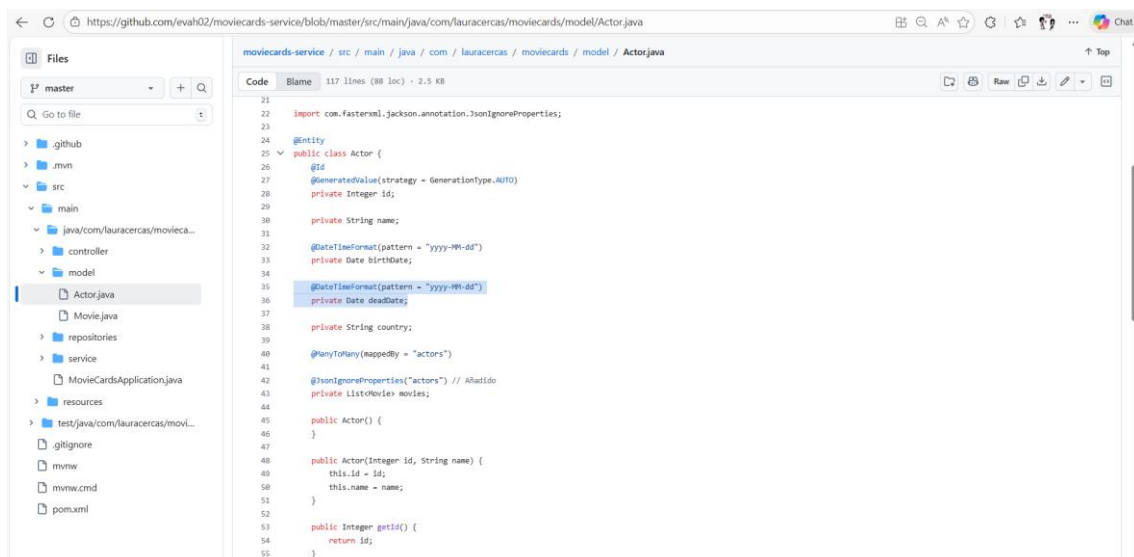 https://github.com/evah02/moviecards-service/blob/master/src/main/java/com/lauracercas/moviecards/model/Actor.java
Chat
Files
moviecards-service / src / main / java / com / lauracercas / moviecards / model / Actor.java
Top
master
Code Blame 117 lines (88 loc) · 2.5 KB
Raw
Go to file
t
.github
.mvn
src
main
java/com/lauracercas/movieca...
controller
model
Actor.java
Movie.java
repositories
service
MovieCardsApplication.java
resources
test/java/com/lauracercas/movi...
.gitignore
mvnw
mvnw.cmd
pom.xml
21
22 import com.fasterxml.jackson.annotation.JsonIgnoreProperties;
23
24 @Entity
25 public class Actor {
26 @Id
27 @GeneratedValue(strategy = GenerationType.AUTO)
28 private Integer id;
29
30 private String name;
31
32 @DateTimeFormat(pattern = "yyyy-MM-dd")
33 private Date birthDate;
34
35 @DateTimeFormat(pattern = "yyyy-MM-dd")
36 private Date deadDate;
37
38 private String country;
39
40 @ManyToMany(mappedBy = "actors")
41
42 @JsonIgnoreProperties("actors") // Añadido
43 private List<Movie> movies;
44
45 public Actor() {
46 }
47
48 public Actor(Integer id, String name) {
49 this.id = id;
50 this.name = name;
51 }
52
53 public Integer getId() {
54 return id;
55 }